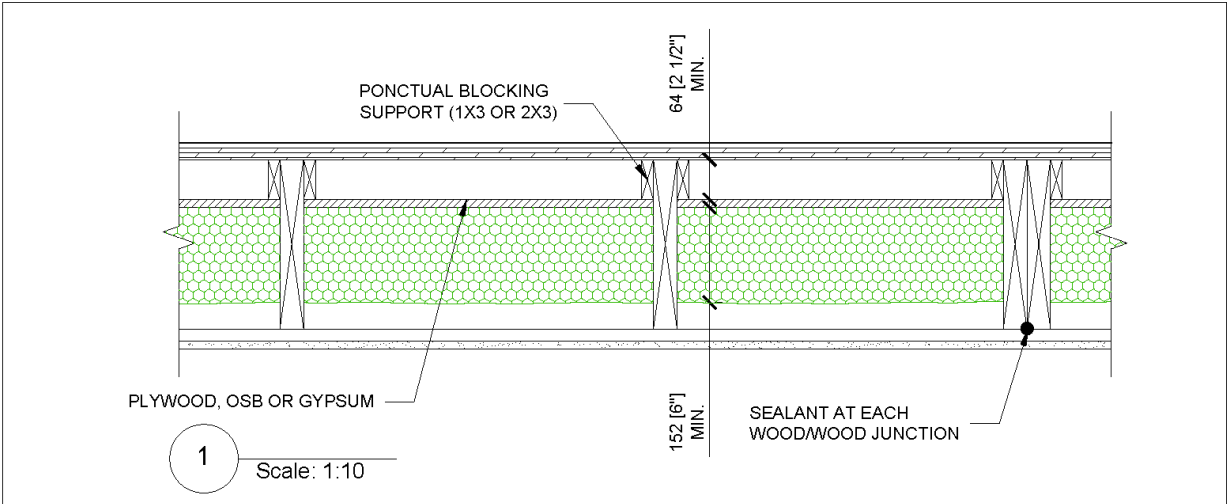 PONCTUAL BLOCKING
SUPPORT (1X3 OR 2X3)
64 [2 1/2"]
MIN.
PLYWOOD, OSB OR GYPSUM
152 [6"]
MIN.
SEALANT AT EACH
WOOD/WOOD JUNCTION
1
Scale: 1:10